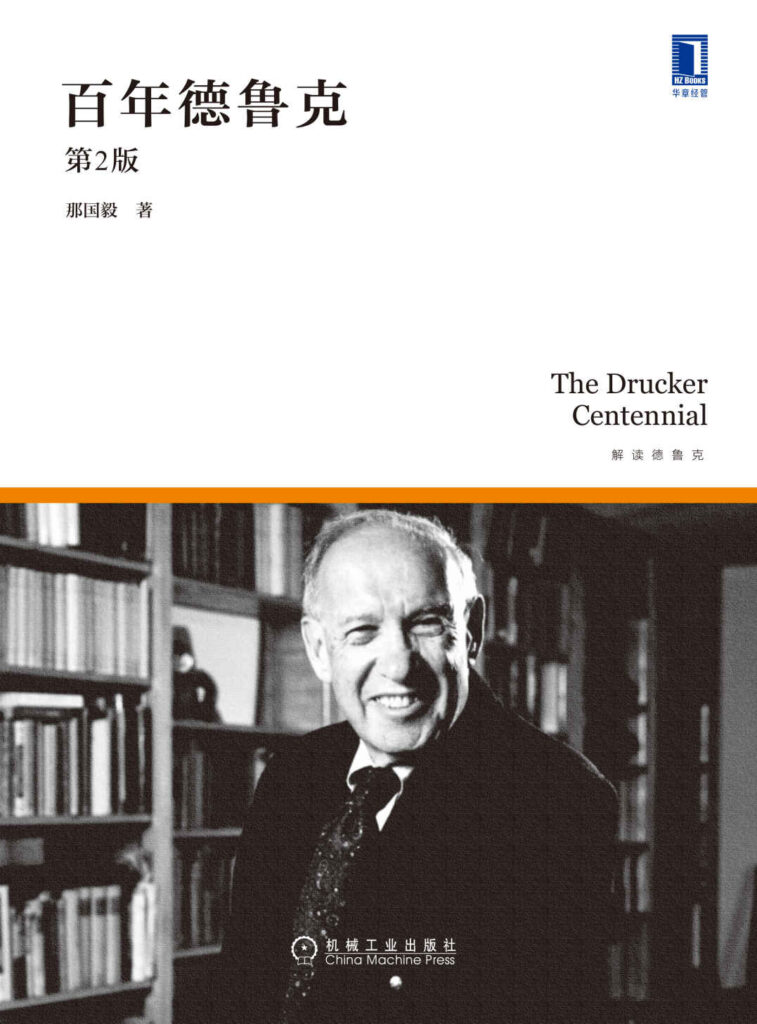 百年德鲁克
HZ BOOKS
华章经管
第2版
那国毅 著
The Drucker
Centennial
解读德鲁克
机械工业出版社
China Machine Press